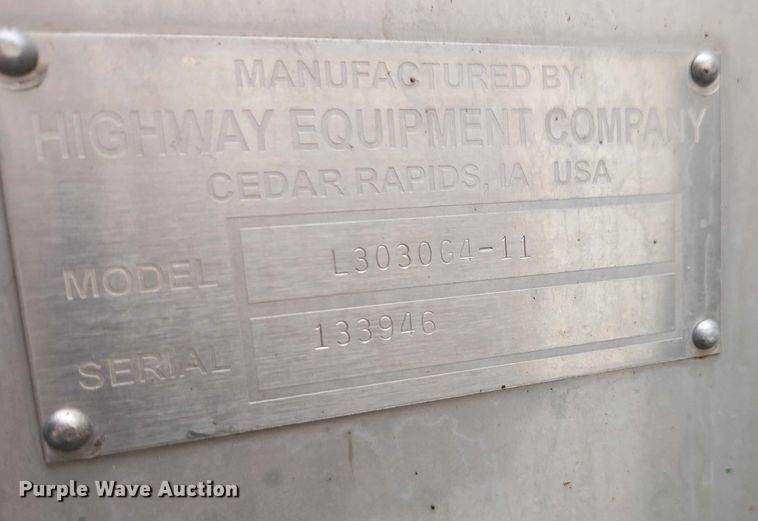 MANUFACTURED BY
HIGHWAY EQUIPMENT COMPANY
CEDAR RAPIDS, IA USA
MODEL L3030G4-11
SERIAL 133946
Purple Wave Auction